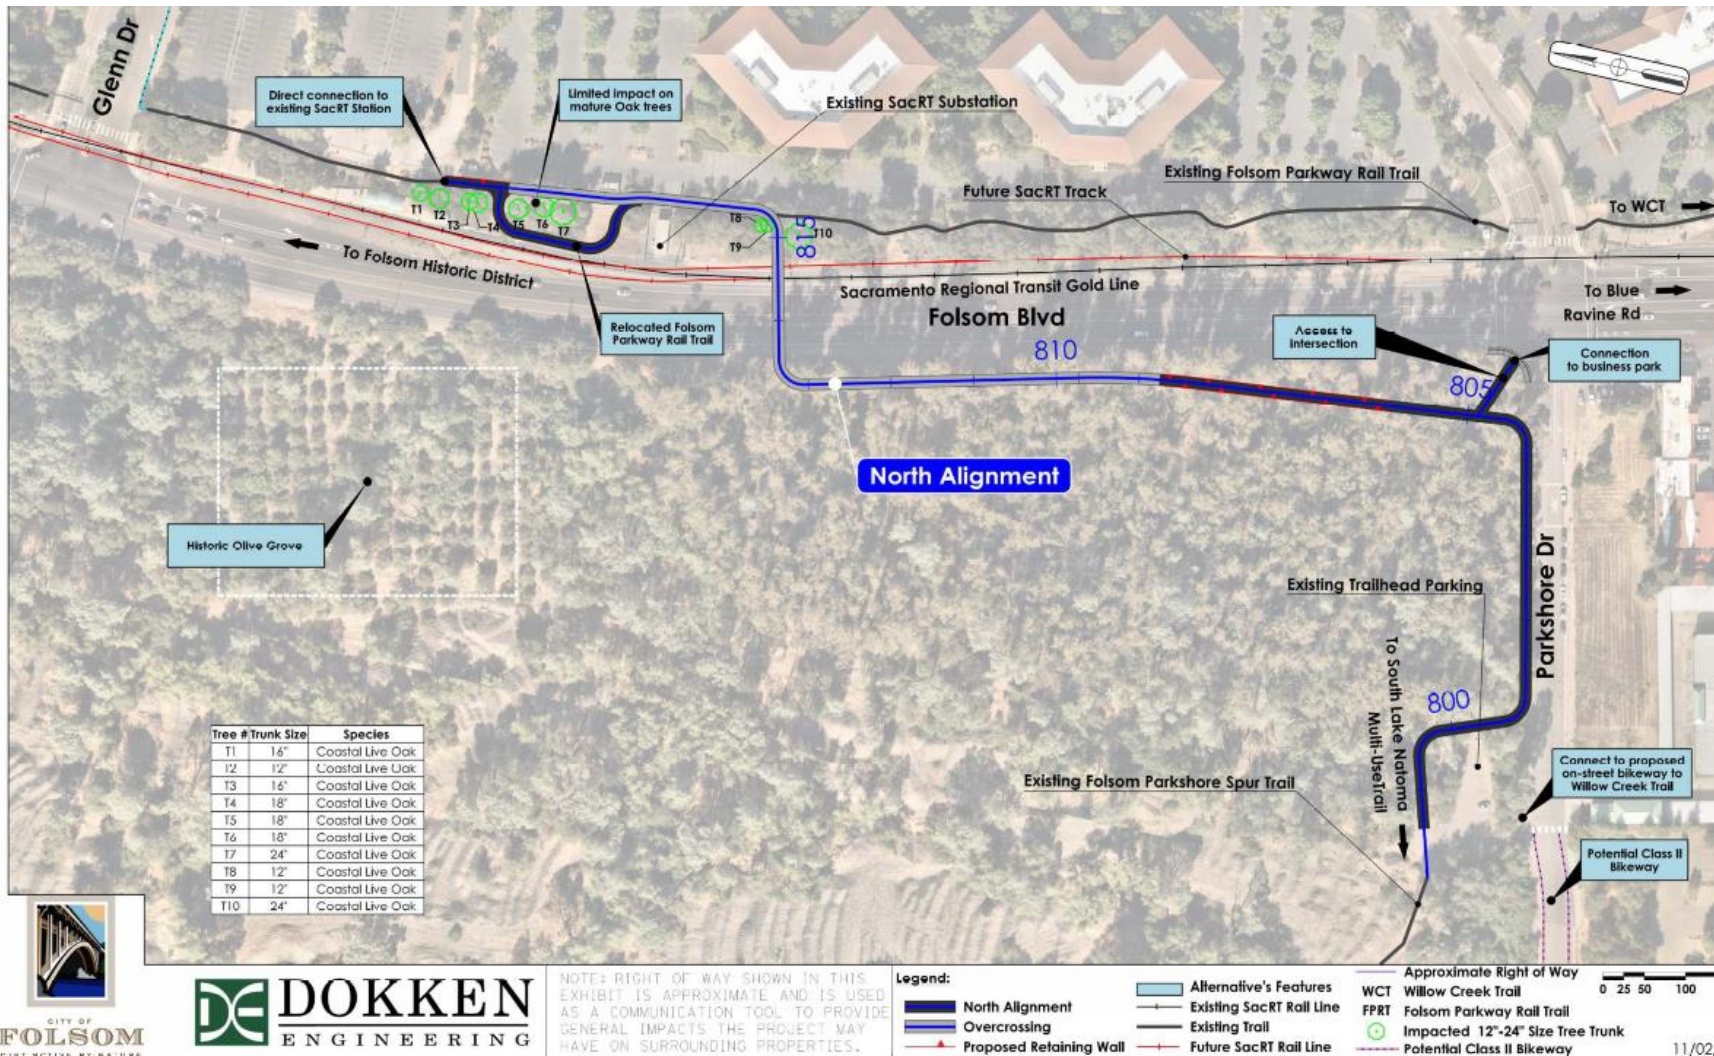 Glenn Dr
Direct connection to
existing SacRT Station
Limited impact on
mature Oak trees
Existing SacRT Substation
Existing Folsom Parkway Rail Trail
Future SacRT Track
To WCT
T1
T2
T3
T4
T5
T6
T7
T8
T9
T10
815
To Folsom Historic District
Sacramento Regional Transit Gold Line
Folsom Blvd
To Blue
Ravine Rd
Relocated Folsom
Parkway Rail Trail
810
Access to
intersection
Connection
to business park
805
North Alignment
Historic Olive Grove
Parkshore Dr
Existing Trailhead Parking
To South Lake Natoma
Multi-UseTrail
800
Existing Folsom Parkshore Spur Trail
Connect to proposed
on-street bikeway to
Willow Creek Trail
Potential Class II
Bikeway
Tree # Trunk Size Species
T1 16" Coastal Live Oak
T2 12" Coastal Live Oak
T3 16" Coastal Live Oak
T4 18" Coastal Live Oak
T5 18" Coastal Live Oak
T6 18" Coastal Live Oak
T7 24" Coastal Live Oak
T8 12" Coastal Live Oak
T9 12" Coastal Live Oak
T10 24" Coastal Live Oak
CITY OF
FOLSOM
DOKKEN
ENGINEERING
NOTE: RIGHT OF WAY SHOWN IN THIS
EXHIBIT IS APPROXIMATE AND IS USED
AS A COMMUNICATION TOOL TO PROVIDE
GENERAL IMPACTS THE PROJECT MAY
HAVE ON SURROUNDING PROPERTIES.
Legend:
North Alignment
Overcrossing
Proposed Retaining Wall
Alternative's Features
Existing SacRT Rail Line
Existing Trail
Future SacRT Rail Line
Approximate Right of Way
WCT Willow Creek Trail
FPRT Folsom Parkway Rail Trail
Impacted 12"-24" Size Tree Trunk
Potential Class II Bikeway
0 25 50 100
11/02